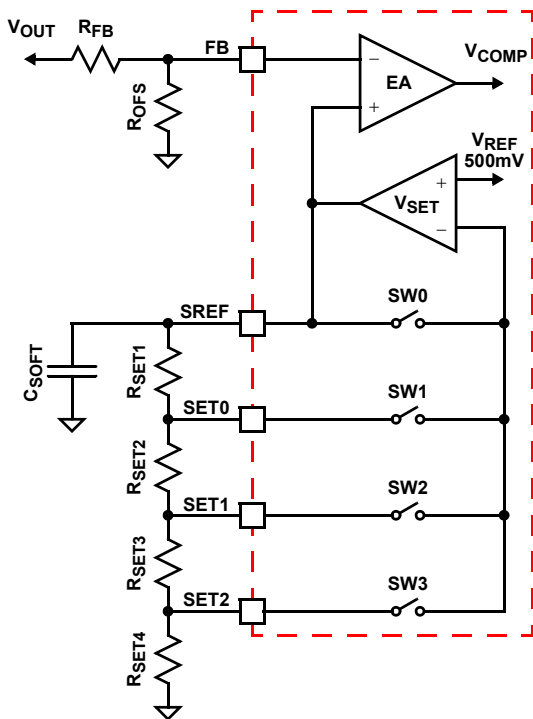 VOUT
RFB
FB
VCOMP
−
EA
+
ROFS
VREF
500mV
+
VSET
−
SREF
SW0
CSOFT
RSET1
SET0
SW1
RSET2
SET1
SW2
RSET3
SET2
SW3
RSET4